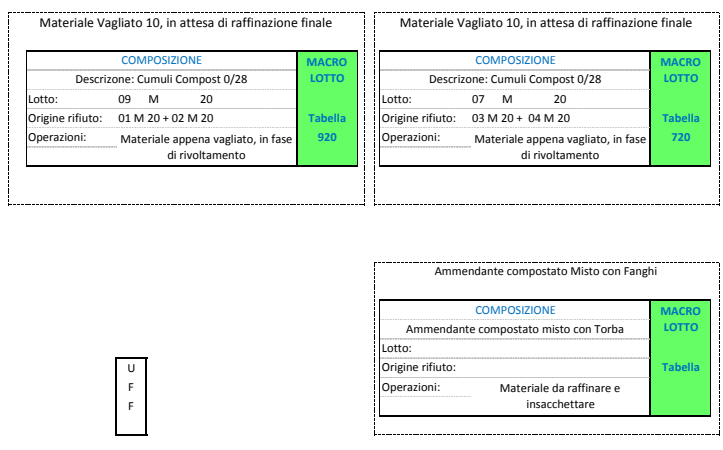 Materiale Vagliato 10, in attesa di raffinazione finale
COMPOSIZIONE
MACRO LOTTO
Descrizone: Cumuli Compost 0/28
Lotto: 09 M 20
Origine rifiuto: 01 M 20 + 02 M 20
Tabella
Operazioni: Materiale appena vagliato, in fase
di rivoltamento
920
Materiale Vagliato 10, in attesa di raffinazione finale
COMPOSIZIONE
MACRO LOTTO
Descrizone: Cumuli Compost 0/28
Lotto: 07 M 20
Origine rifiuto: 03 M 20 + 04 M 20
Tabella
Operazioni: Materiale appena vagliato, in fase
di rivoltamento
720
Ammendante compostato Misto con Fanghi
COMPOSIZIONE
MACRO LOTTO
Ammendante compostato misto con Torba
Lotto:
Origine rifiuto:
Tabella
Operazioni: Materiale da raffinare e
insacchettare
U
F
F